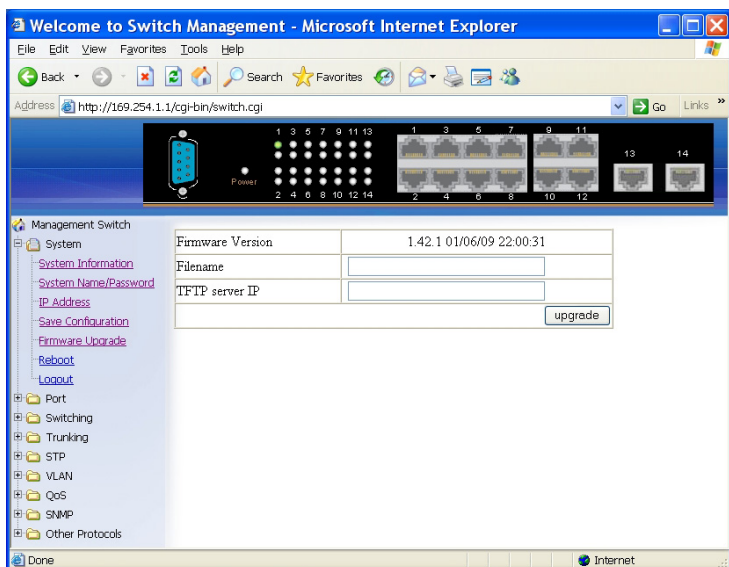 Welcome to Switch Management - Microsoft Internet Explorer
File Edit View Favorites Tools Help
Back Search Favorites
Address http://169.254.1.1/cgi-bin/switch.cgi Go Links »
1 3 5 7 9 11 13
Power
2 4 6 8 10 12 14
1 3 5 7 9 11
2 4 6 8 10 12
13 14
Management Switch
System
System Information
System Name/Password
IP Address
Save Configuration
Firmware Upgrade
Reboot
Logout
Port
Switching
Trunking
STP
VLAN
QoS
SNMP
Other Protocols
Firmware Version 1.42.1 01/06/09 22:00:31
Filename
TFTP server IP
upgrade
Done Internet